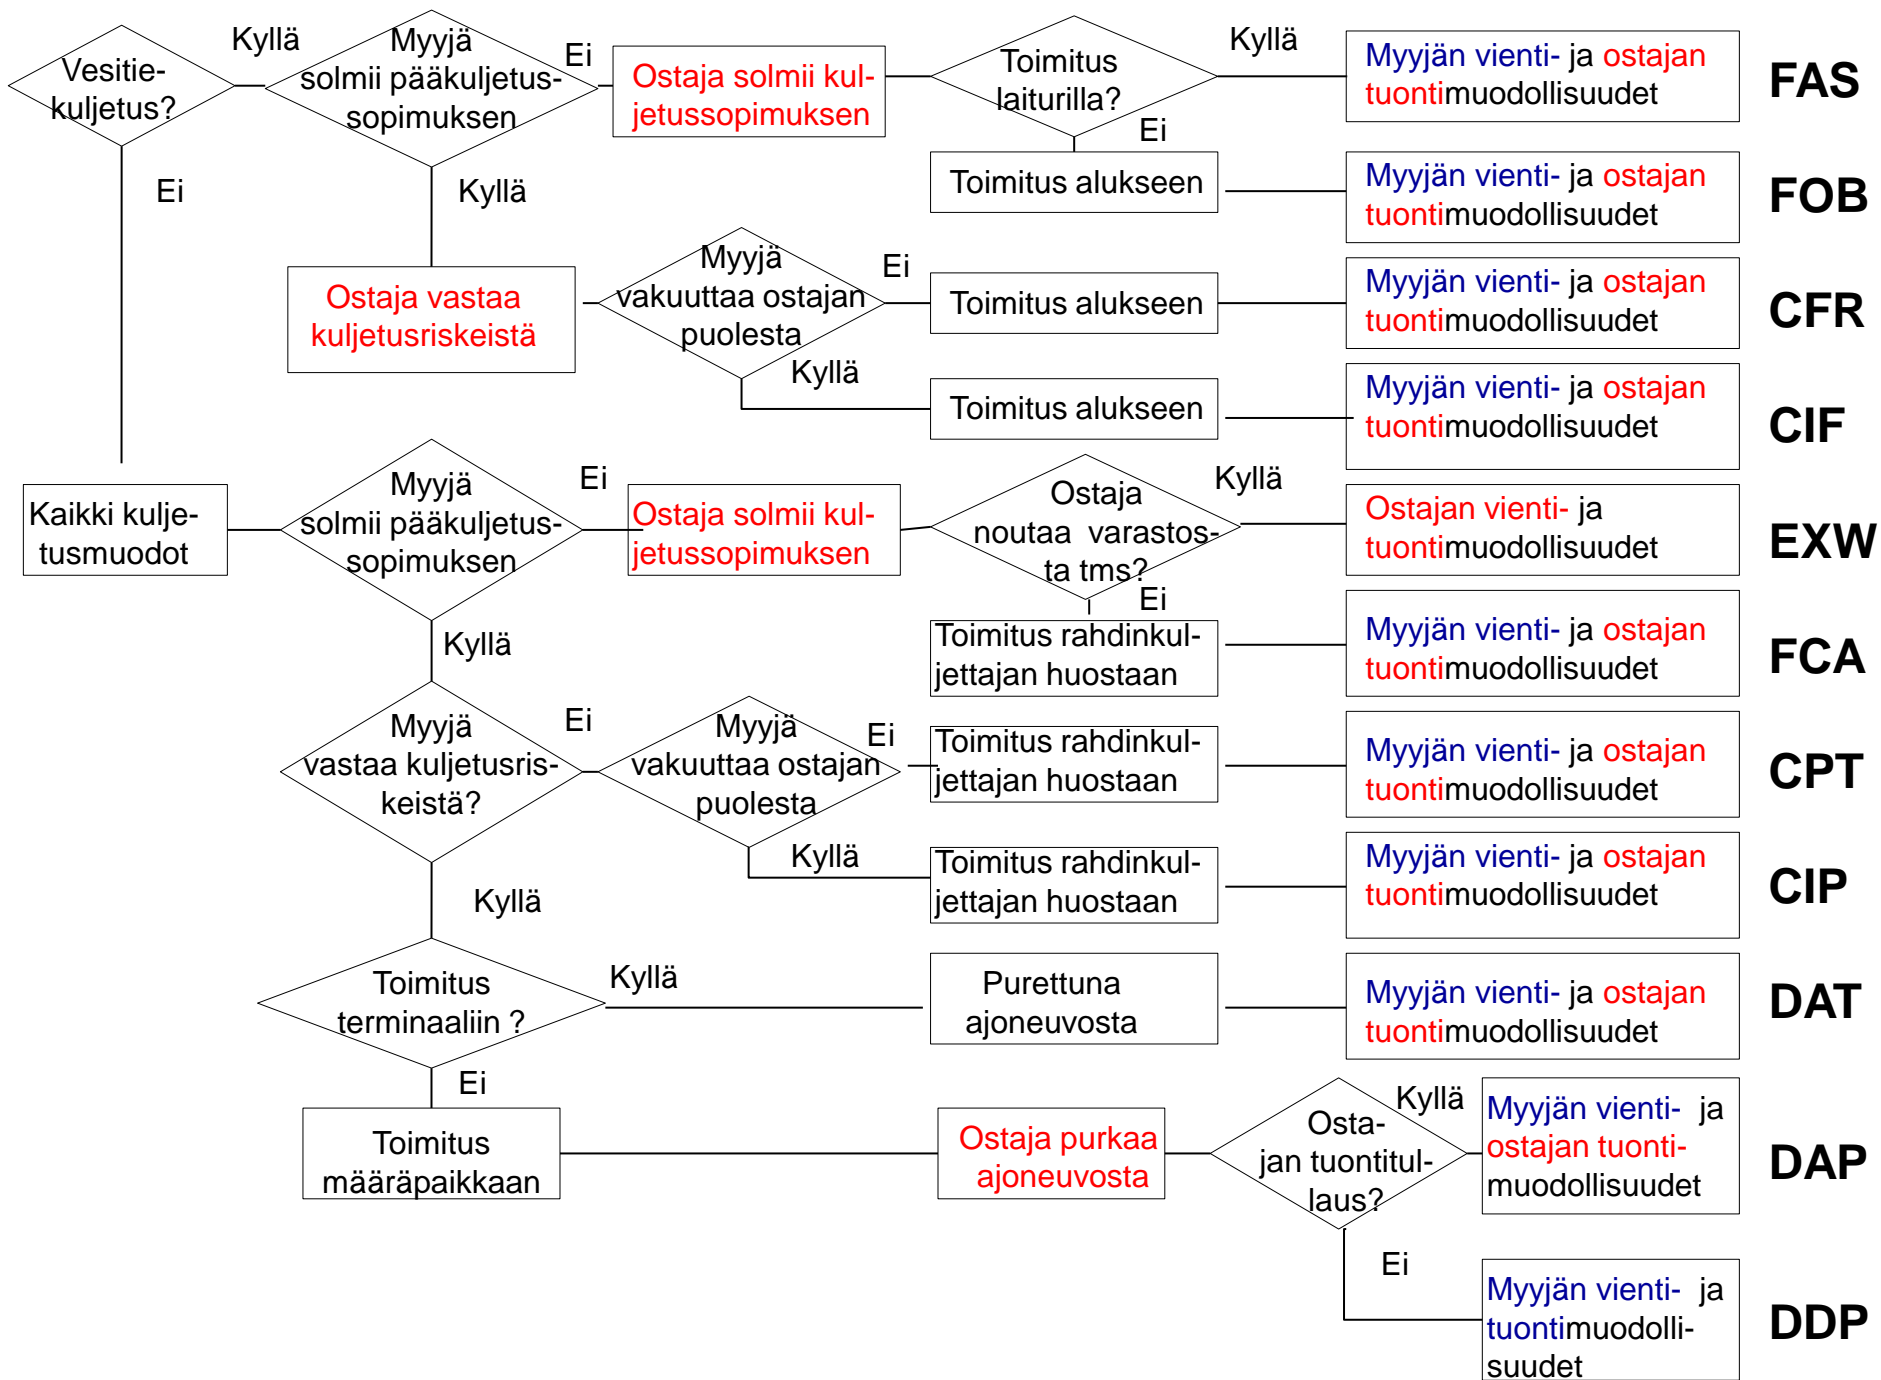 Vesitie-
kuljetus?
Kyllä
Myyjä
solmii pääkuljetus-
sopimuksen
Ei
Ostaja solmii kul-
jetussopimuksen
Toimitus
laiturilla?
Kyllä
Myyjän vienti- ja ostajan
tuontimuodollisuudet
FAS
Ei
Kyllä
Ei
Toimitus alukseen
Myyjän vienti- ja ostajan
tuontimuodollisuudet
FOB
Ostaja vastaa
kuljetusriskeistä
Myyjä
vakuuttaa ostajan
puolesta
Ei
Toimitus alukseen
Myyjän vienti- ja ostajan
tuontimuodollisuudet
CFR
Kyllä
Toimitus alukseen
Myyjän vienti- ja ostajan
tuontimuodollisuudet
CIF
Kaikki kulje-
tusmuodot
Myyjä
solmii pääkuljetus-
sopimuksen
Ei
Ostaja solmii kul-
jetussopimuksen
Ostaja
noutaa varastos-
ta tms?
Kyllä
Ostajan vienti- ja
tuontimuodollisuudet
EXW
Ei
Kyllä
Toimitus rahdinkul-
jettajan huostaan
Myyjän vienti- ja ostajan
tuontimuodollisuudet
FCA
Myyjä
vastaa kuljetusris-
keistä?
Ei
Myyjä
vakuuttaa ostajan
puolesta
Ei
Toimitus rahdinkul-
jettajan huostaan
Myyjän vienti- ja ostajan
tuontimuodollisuudet
CPT
Kyllä
Toimitus rahdinkul-
jettajan huostaan
Myyjän vienti- ja ostajan
tuontimuodollisuudet
CIP
Kyllä
Toimitus
terminaaliin ?
Kyllä
Purettuna
ajoneuvosta
Myyjän vienti- ja ostajan
tuontimuodollisuudet
DAT
Ei
Toimitus
määräpaikkaan
Ostaja purkaa
ajoneuvosta
Osta-
jan tuontitul-
laus?
Kyllä
Myyjän vienti- ja
ostajan tuonti-
muodollisuudet
DAP
Ei
Myyjän vienti- ja
tuontimuodolli-
suudet
DDP